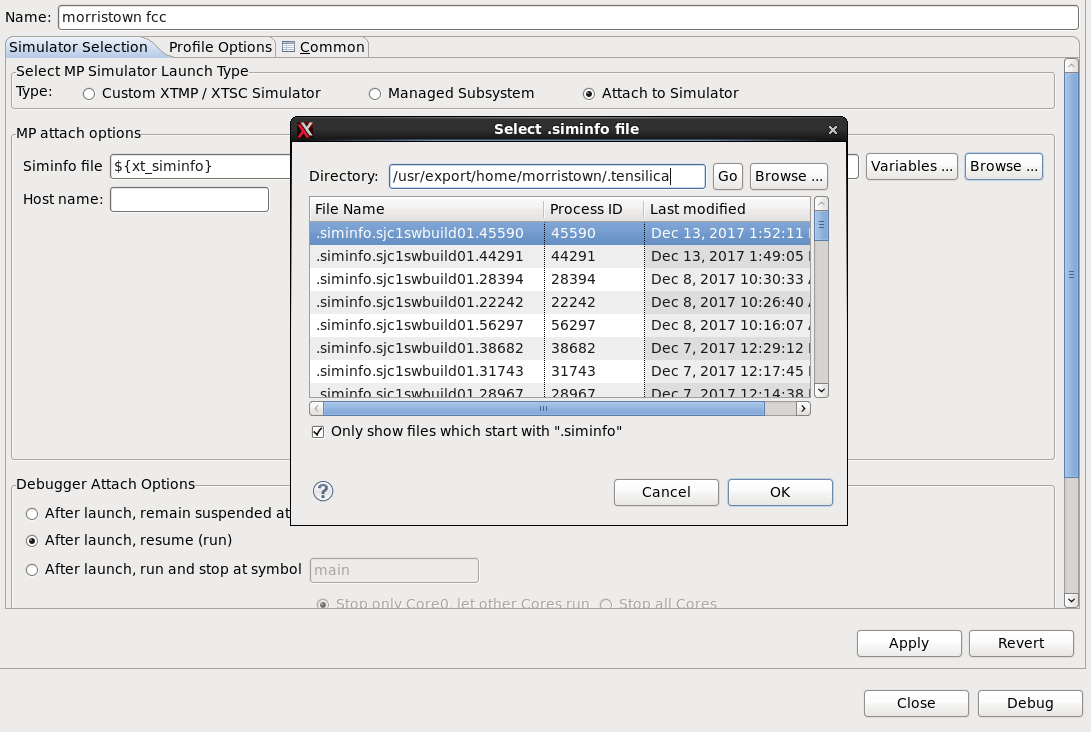 Name: morristown fcc
Simulator Selection Profile Options Common
Select MP Simulator Launch Type
Type: Custom XTMP / XTSC Simulator Managed Subsystem Attach to Simulator
MP attach options
Siminfo file ${xt_siminfo} Variables ... Browse ...
Host name:
Select .siminfo file
Directory: /usr/export/home/morristown/.tensilica Go Browse ...
File Name Process ID Last modified
.siminfo.sjc1swbuild01.45590 45590 Dec 13, 2017 1:52:11
.siminfo.sjc1swbuild01.44291 44291 Dec 13, 2017 1:49:05
.siminfo.sjc1swbuild01.28394 28394 Dec 8, 2017 10:30:33
.siminfo.sjc1swbuild01.22242 22242 Dec 8, 2017 10:26:40
.siminfo.sjc1swbuild01.56297 56297 Dec 8, 2017 10:16:07
.siminfo.sjc1swbuild01.38682 38682 Dec 7, 2017 12:29:12
.siminfo.sjc1swbuild01.31743 31743 Dec 7, 2017 12:17:45
.siminfo.sjc1swbuild01.28967 28967 Dec 7, 2017 12:14:38
Only show files which start with ".siminfo"
? Cancel OK
Debugger Attach Options
After launch, remain suspended at
After launch, resume (run)
After launch, run and stop at symbol main
Stop only Core0, let other Cores run Stop all Cores
Apply Revert
Close Debug